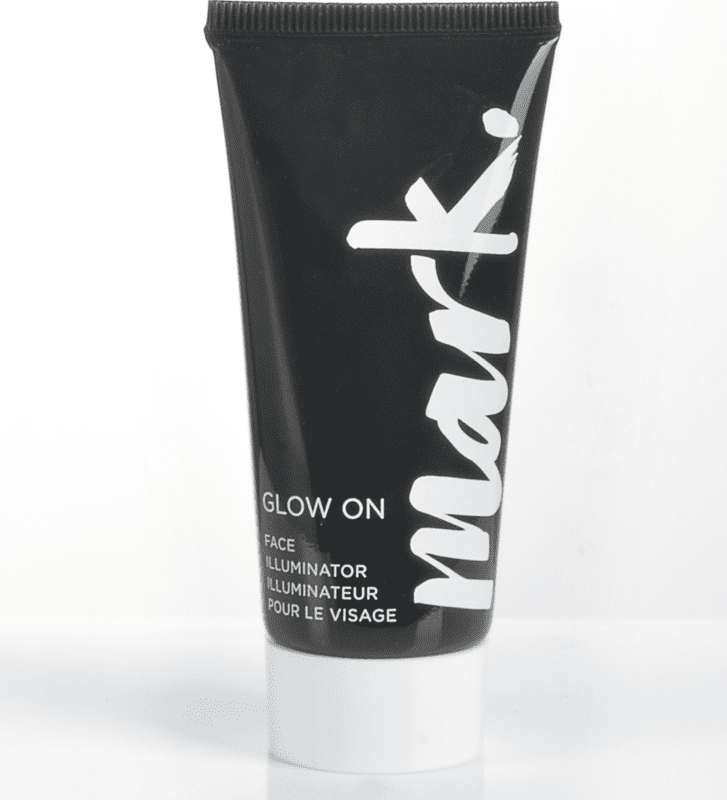 mark.
GLOW ON
FACE
ILLUMINATOR
ILLUMINATEUR
POUR LE VISAGE